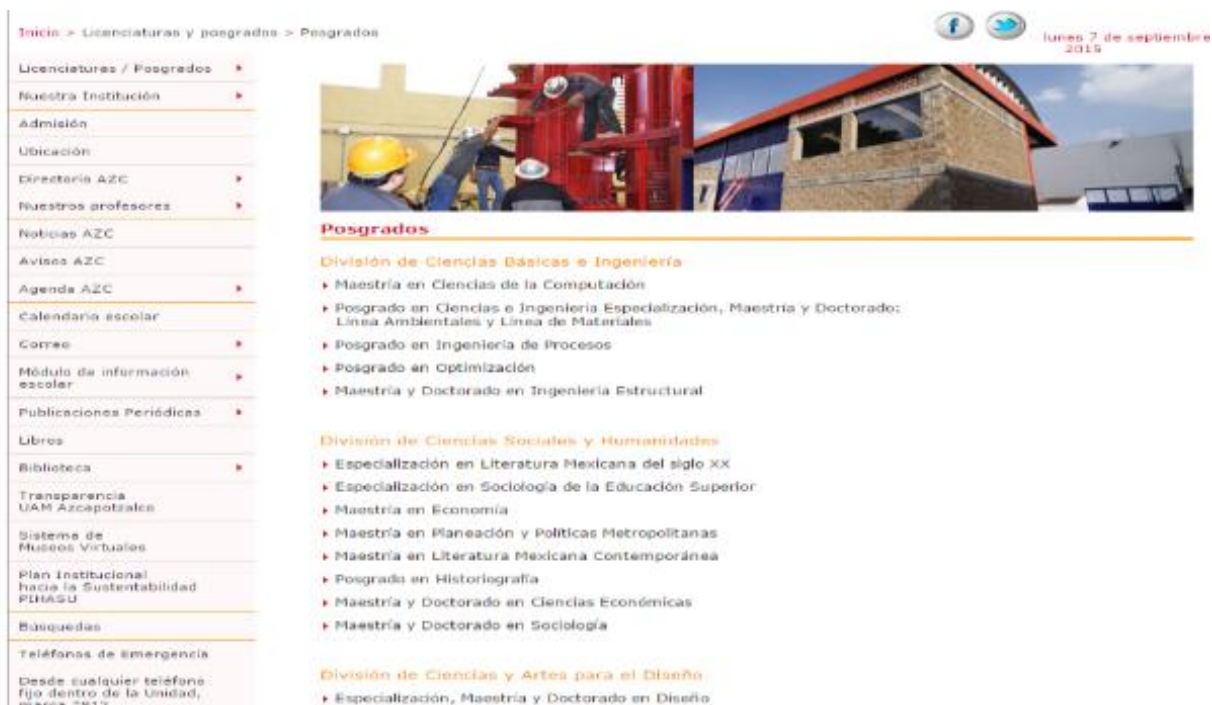 Inicio > Licenciaturas y posgrados > Posgrados
lunes 7 de septiembre
2015
Licenciaturas / Posgrados
Nuestra Institución
Admisión
Ubicación
Directorio AZC
Nuestros profesores
Noticias AZC
Avisos AZC
Agenda AZC
Calendario escolar
Correo
Módulo de información
escolar
Publicaciones Periódicas
Libros
Biblioteca
Transparencia
UAM Azcapotzalco
Sistema de
Museos Virtuales
Plan Institucional
hacia la Sustentabilidad
PIHASU
Búsquedas
Teléfonos de Emergencia
Desde cualquier teléfono
fijo dentro de la Unidad,
Posgrados
División de Ciencias Básicas e Ingeniería
Maestría en Ciencias de la Computación
Posgrado en Ciencias e Ingeniería Especialización, Maestría y Doctorado:
Línea Ambientales y Línea de Materiales
Posgrado en Ingeniería de Procesos
Posgrado en Optimización
Maestría y Doctorado en Ingeniería Estructural
División de Ciencias Sociales y Humanidades
Especialización en Literatura Mexicana del siglo XX
Especialización en Sociología de la Educación Superior
Maestría en Economía
Maestría en Planeación y Políticas Metropolitanas
Maestría en Literatura Mexicana Contemporánea
Posgrado en Historiografía
Maestría y Doctorado en Ciencias Económicas
Maestría y Doctorado en Sociología
División de Ciencias y Artes para el Diseño
Especialización, Maestría y Doctorado en Diseño